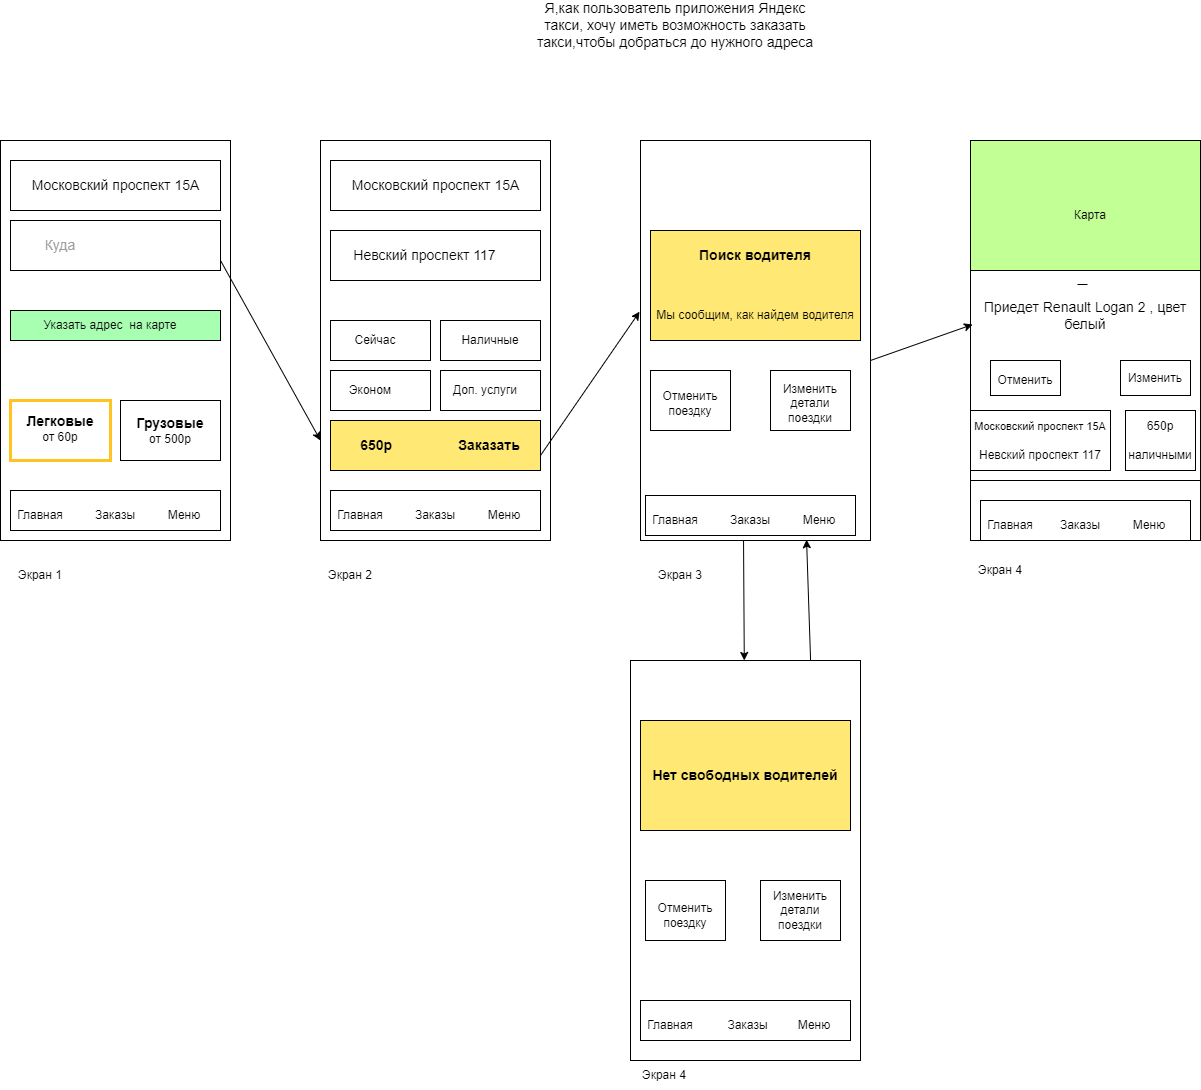 Я,как пользователь приложения Яндекс
такси, хочу иметь возможность заказать
такси,чтобы добраться до нужного адреса
Московский проспект 15А
Куда
Указать адрес на карте
Легковые
от 60р
Грузовые
от 500р
Главная
Заказы
Меню
Экран 1
Московский проспект 15А
Невский проспект 117
Сейчас
Наличные
Эконом
Доп. услуги
650р
Заказать
Главная
Заказы
Меню
Экран 2
Поиск водителя
Мы сообщим, как найдем водителя
Отменить
поездку
Изменить
детали
поездки
Главная
Заказы
Меню
Экран 3
Карта
Приедет Renault Logan 2 , цвет
белый
Отменить
Изменить
Московский проспект 15А
Невский проспект 117
650р
наличными
Главная
Заказы
Меню
Экран 4
Нет свободных водителей
Отменить
поездку
Изменить
детали
поездки
Главная
Заказы
Меню
Экран 4